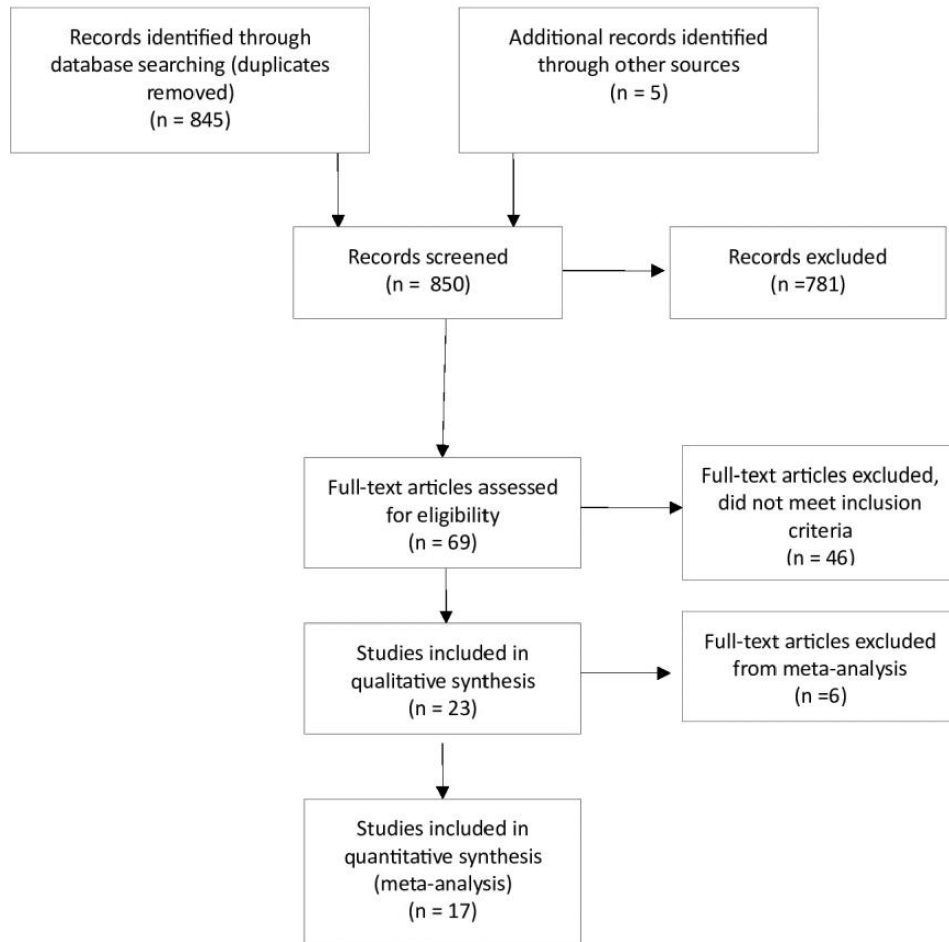 Records identified through
database searching (duplicates
removed)
(n = 845)
Additional records identified
through other sources
(n = 5)
Records screened
(n =  850)
Records excluded
(n =781)
Full-text articles assessed
for eligibility
(n = 69)
Full-text articles excluded,
did not meet inclusion
criteria
(n = 46)
Studies included in
qualitative synthesis
(n = 23)
Full-text articles excluded
from meta-analysis
(n =6)
Studies included in
quantitative synthesis
(meta-analysis)
(n = 17)